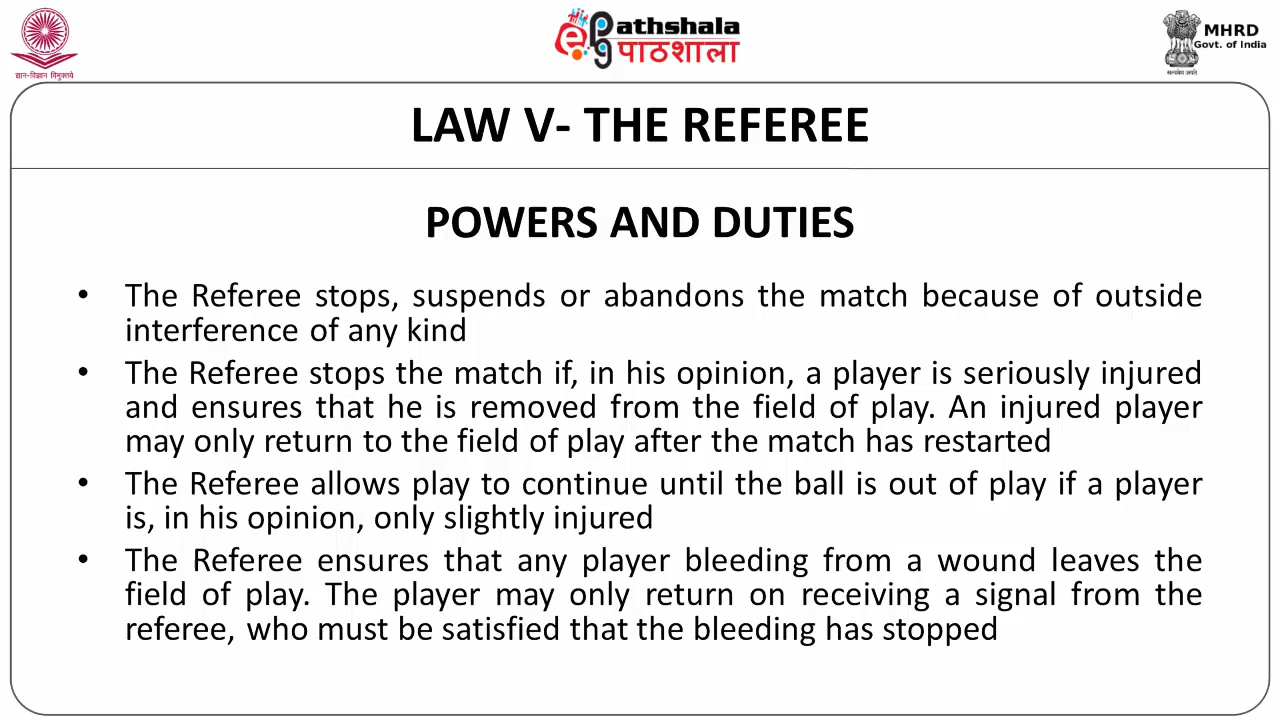 ज्ञान-विज्ञान विमुक्तये
ePathshala
पाठशाला
MHRD
Govt. of India
सत्यमेव जयते
LAW V- THE REFEREE
POWERS AND DUTIES
• The Referee stops, suspends or abandons the match because of outside
interference of any kind
• The Referee stops the match if, in his opinion, a player is seriously injured
and ensures that he is removed from the field of play. An injured player
may only return to the field of play after the match has restarted
• The Referee allows play to continue until the ball is out of play if a player
is, in his opinion, only slightly injured
• The Referee ensures that any player bleeding from a wound leaves the
field of play. The player may only return on receiving a signal from the
referee, who must be satisfied that the bleeding has stopped